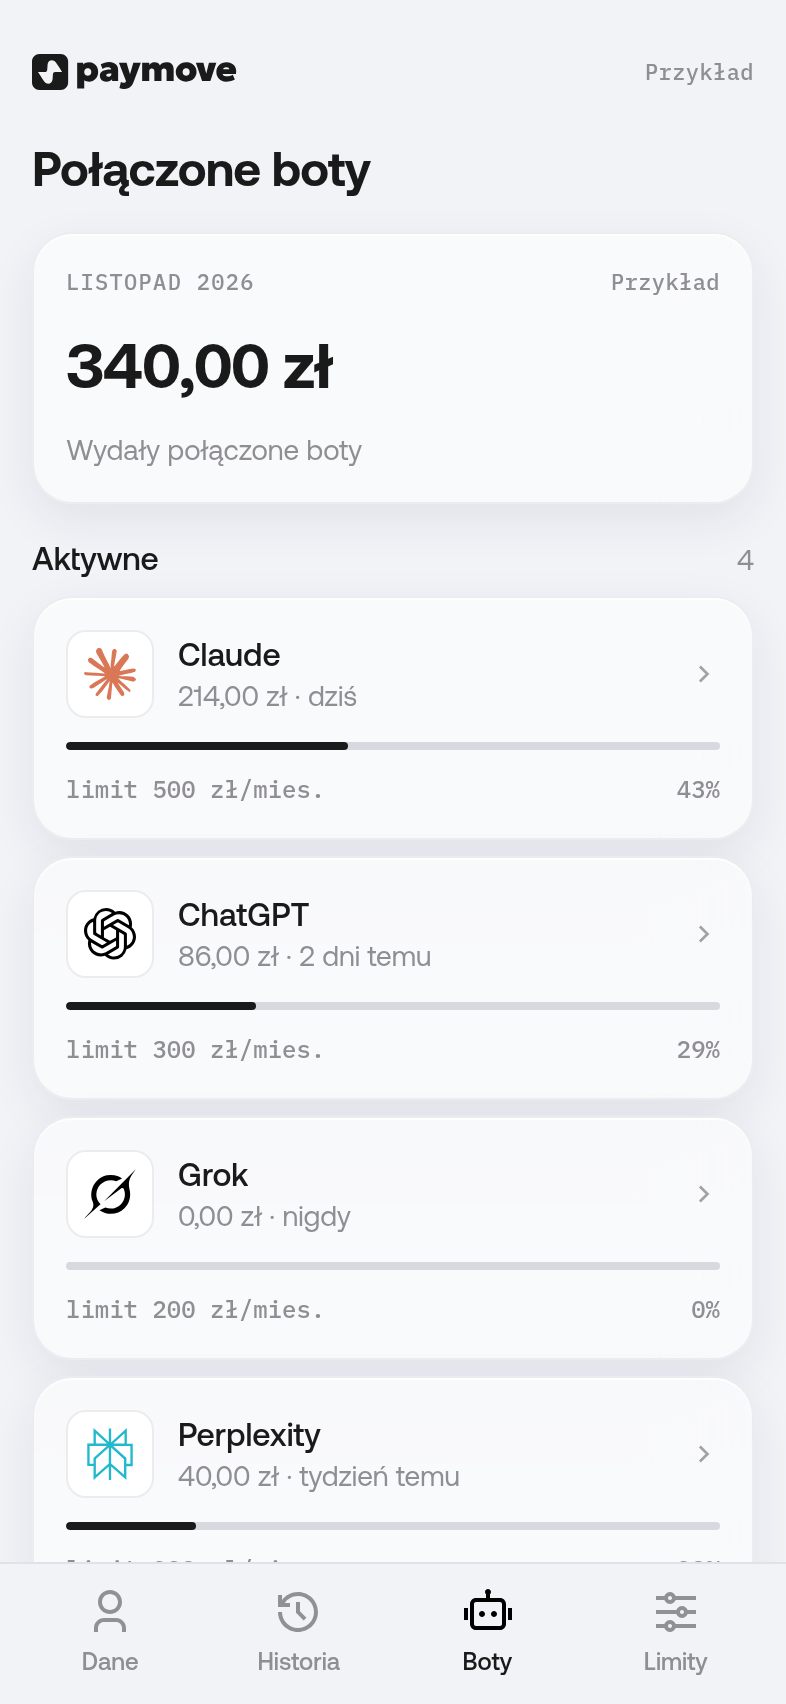 paymove
Przykład
Połączone boty
LISTOPAD 2026
Przykład
340,00 zł
Wydały połączone boty
Aktywne
4
Claude
214,00 zł · dziś
limit 500 zł/mies.
43%
ChatGPT
86,00 zł · 2 dni temu
limit 300 zł/mies.
29%
Grok
0,00 zł · nigdy
limit 200 zł/mies.
0%
Perplexity
40,00 zł · tydzień temu
Dane
Historia
Boty
Limity